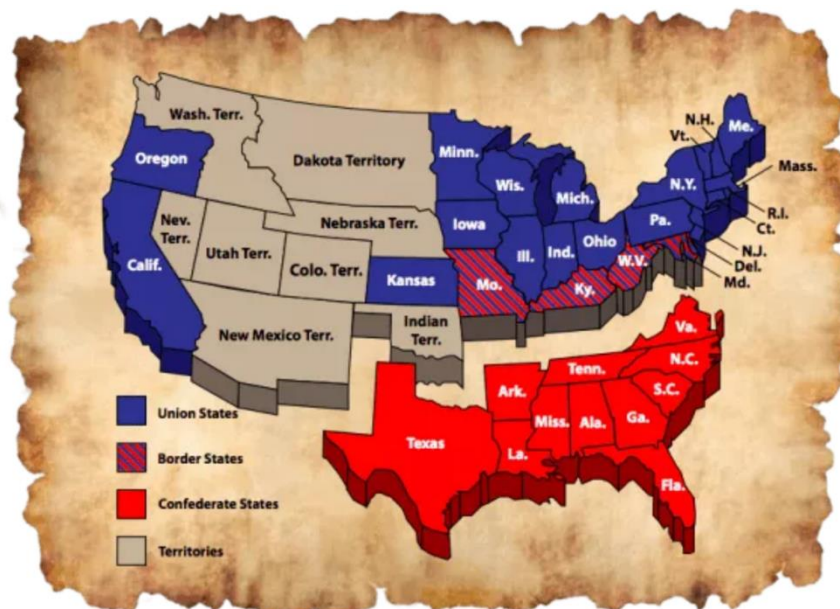 Wash. Terr.
Oregon
Dakota Territory
Minn.
Wis.
Mich.
N.H.
Vt.
Me.
Mass.
N.Y.
R.I.
Ct.
Nev.
Terr.
Utah Terr.
Nebraska Terr.
Iowa
Ill.
Ind.
Ohio
Pa.
N.J.
Del.
Md.
Calif.
Colo. Terr.
Kansas
Mo.
Ky.
W.V.
New Mexico Terr.
Indian
Terr.
Va.
N.C.
Tenn.
S.C.
Ark.
Miss.
Ala.
Ga.
Texas
La.
Fla.
Union States
Border States
Confederate States
Territories